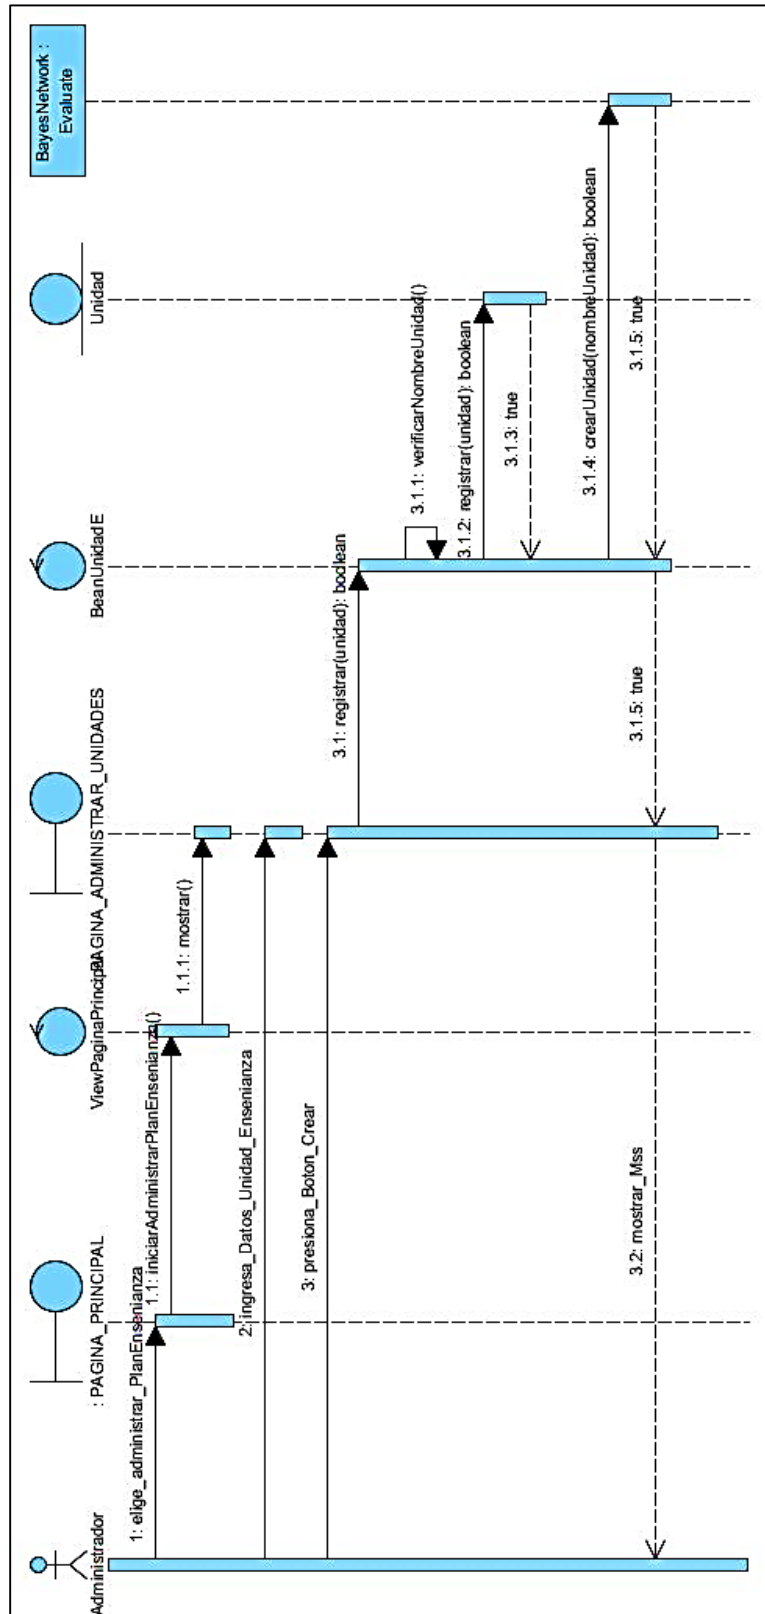 Administrador
: PAGINA_PRINCIPAL
ViewPaginaPrincipal
PAGINA_ADMINISTRAR_UNIDADES
BeanUnidadE
Unidad
BayesNetwork :
Evaluate
1: elige_administrar_PlanEnsenianza
1.1: iniciarAdministrarPlanEnsenianza()
1.1.1: mostrar()
2: ingresa_Datos_Unidad_Ensenianza
3: presiona_Boton_Crear
3.1: registrar(unidad): boolean
3.1.1: verificarNombreUnidad()
3.1.2: registrar(unidad): boolean
3.1.3: true
3.1.4: crearUnidad(nombreUnidad): boolean
3.1.5: true
3.1.5: true
3.2: mostrar_Mss